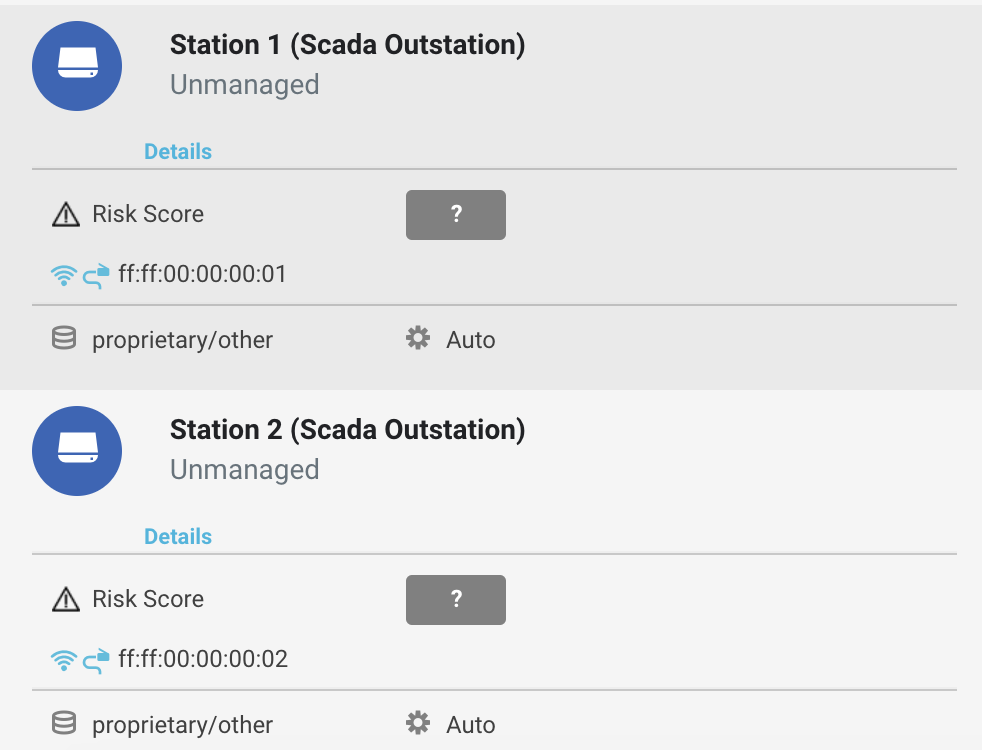 Station 1 (Scada Outstation)
Unmanaged
Details
Risk Score ?
ff:ff:00:00:00:01
proprietary/other Auto
Station 2 (Scada Outstation)
Unmanaged
Details
Risk Score ?
ff:ff:00:00:00:02
proprietary/other Auto